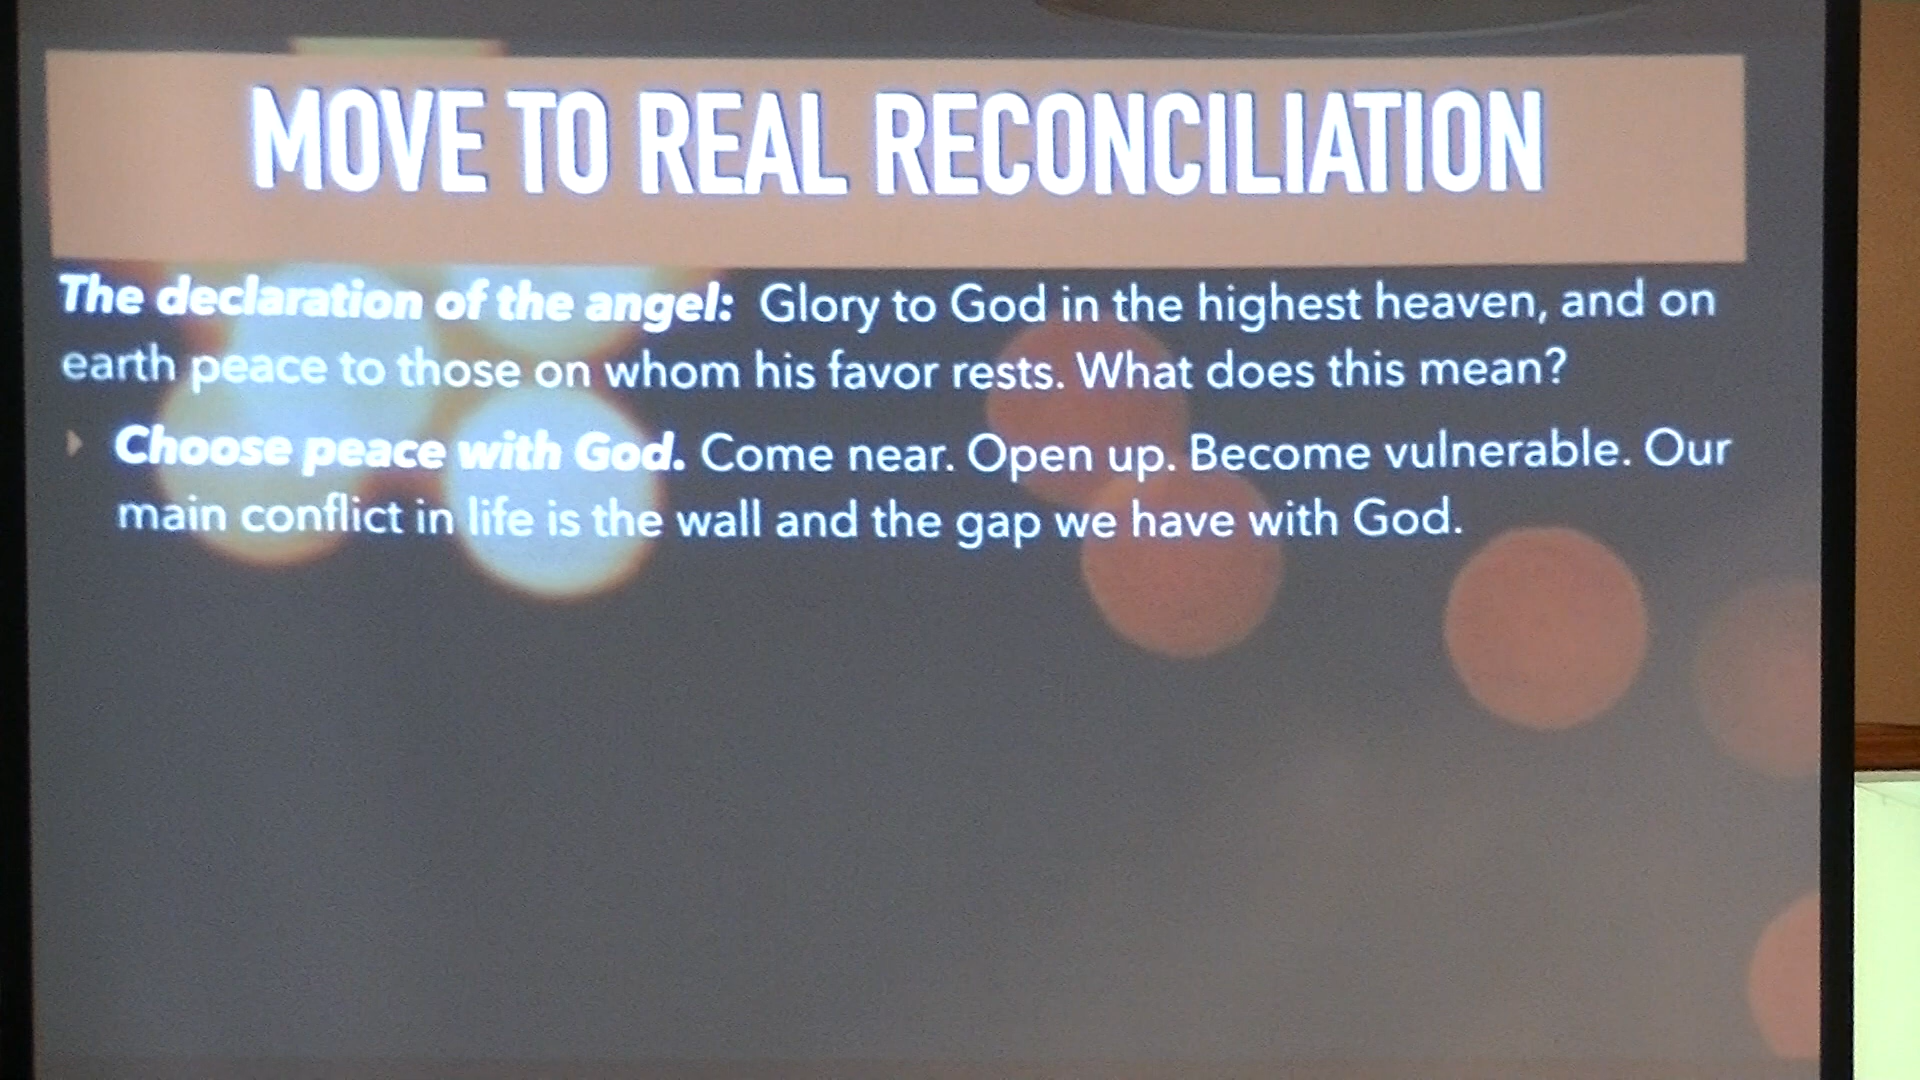 MOVE TO REAL RECONCILIATION
The declaration of the angel: Glory to God in the highest heaven, and on
earth peace to those on whom his favor rests. What does this mean?
Choose peace with God. Come near. Open up. Become vulnerable. Our
main conflict in life is the wall and the gap we have with God.